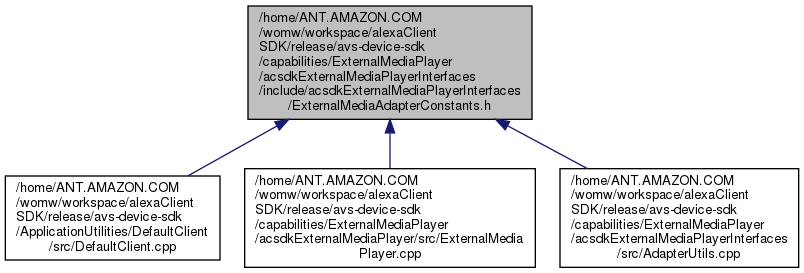 /home/ANT.AMAZON.COM
/womw/workspace/alexaClient
SDK/release/avs-device-sdk
/capabilities/ExternalMediaPlayer
/acsdkExternalMediaPlayerInterfaces
/include/acsdkExternalMediaPlayerInterfaces
/ExternalMediaAdapterConstants.h
/home/ANT.AMAZON.COM
/womw/workspace/alexaClient
SDK/release/avs-device-sdk
/ApplicationUtilities/DefaultClient
/src/DefaultClient.cpp
/home/ANT.AMAZON.COM
/womw/workspace/alexaClient
SDK/release/avs-device-sdk
/capabilities/ExternalMediaPlayer
/acsdkExternalMediaPlayer/src/ExternalMedia
Player.cpp
/home/ANT.AMAZON.COM
/womw/workspace/alexaClient
SDK/release/avs-device-sdk
/capabilities/ExternalMediaPlayer
/acsdkExternalMediaPlayerInterfaces
/src/AdapterUtils.cpp